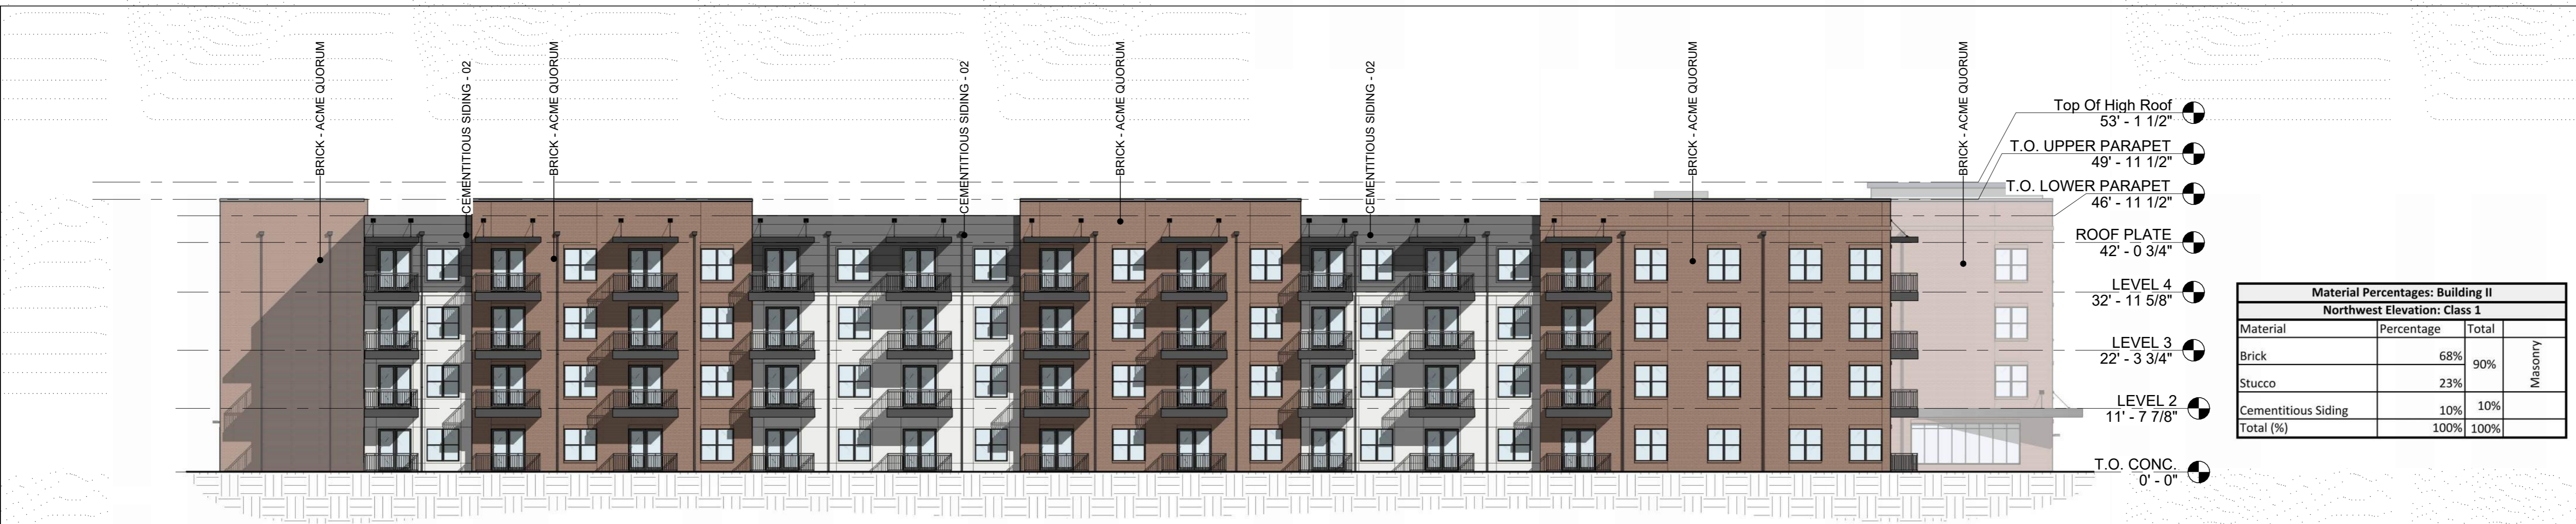 BRICK - ACME QUORUM
CEMENTITIOUS SIDING - 02
BRICK - ACME QUORUM
CEMENTITIOUS SIDING - 02
BRICK - ACME QUORUM
CEMENTITIOUS SIDING - 02
BRICK - ACME QUORUM
BRICK - ACME QUORUM
Top Of High Roof
53' - 1 1/2"
T.O. UPPER PARAPET
49' - 11 1/2"
T.O. LOWER PARAPET
46' - 11 1/2"
ROOF PLATE
42' - 0 3/4"
LEVEL 4
32' - 11 5/8"
LEVEL 3
22' - 3 3/4"
LEVEL 2
11' - 7 7/8"
T.O. CONC.
0' - 0"
Material Percentages: Building II
Northwest Elevation: Class 1
Material Percentage Total
Brick 68%
90%
Masonry
Stucco 23%
Cementitious Siding 10% 10%
Total (%) 100% 100%